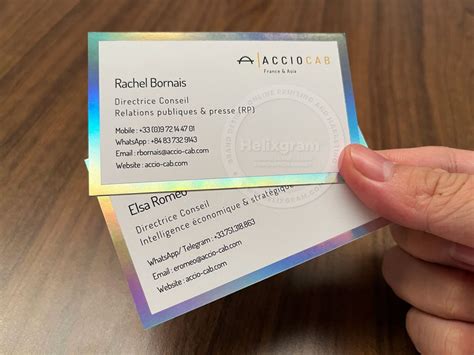 ACCIOCAB
France & Asia
Rachel Bornais
Directrice Conseil
Relations publiques & presse (RP)
Mobile : +33 (0)9 72 14 47 01
WhatsApp : +84 83 732 9143
Email : rbornais@accio-cab.com
Website : accio-cab.com
Helixgram
Elsa Romeo
Directrice Conseil
Intelligence économique & stratégique
WhatsApp/ Telegram : +33.751.318.863
Email : eromeo@accio-cab.com
Website : accio-cab.com